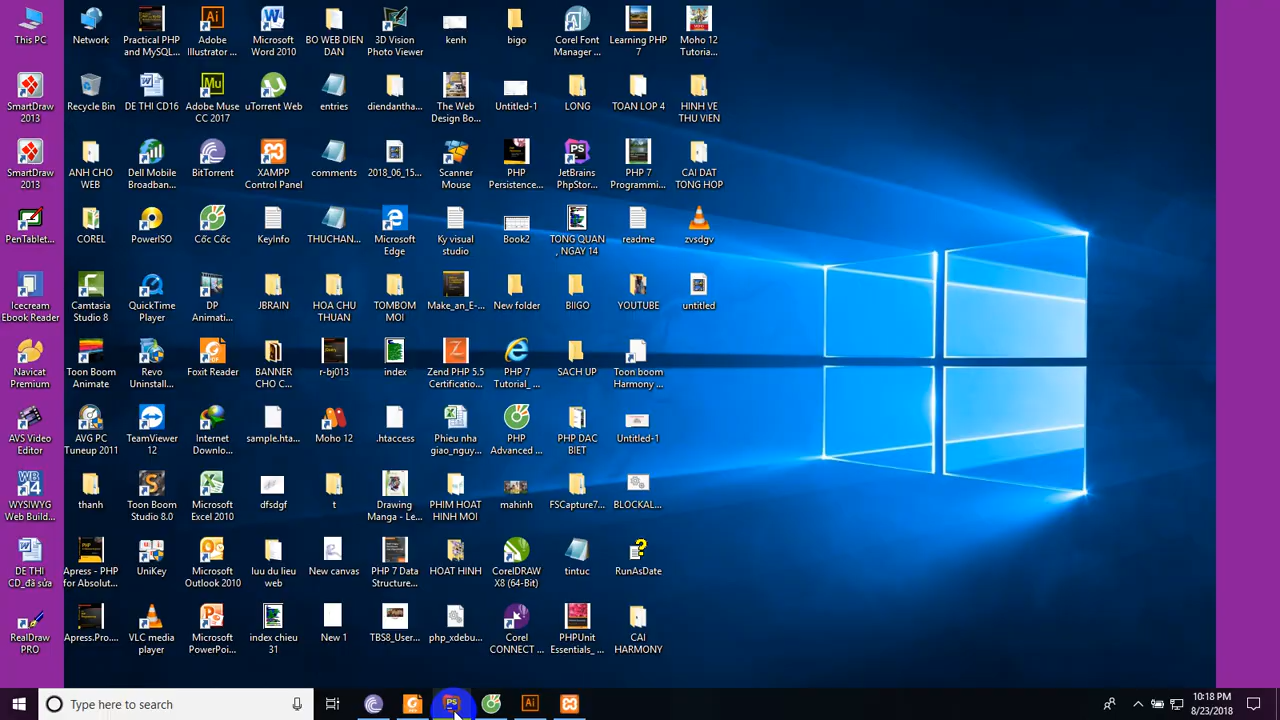 This PC
Network
Practical PHP
and MySQL...
Adobe
Illustrator ...
Microsoft
Word 2010
BO WEB DIEN
DAN
3D Vision
Photo Viewer
kenh
bigo
Corel Font
Manager ...
Learning PHP
7
Moho 12
Tutoria...
SmartDraw
2013
Recycle Bin
DE THI CD16
Adobe Muse
CC 2017
uTorrent Web
entries
diendantha...
The Web
Design Bo...
Untitled-1
LONG
TOAN LOP 4
HINH VE
THU VIEN
SmartDraw
2013
ANH CHO
WEB
Dell Mobile
Broadban...
BitTorrent
XAMPP
Control Panel
comments
2018_06_15...
Scanner
Mouse
PHP
Persistence...
JetBrains
PhpStor...
PHP 7
Programmi...
CAI DAT
TONG HOP
PenTablet...
COREL
PowerISO
Cốc Cốc
KeyInfo
THUCHAN...
Microsoft
Edge
Ky visual
studio
Book2
TONG QUAN
, NGAY 14
readme
zvsdgv
Icecream
Ebook Reader
Camtasia
Studio 8
QuickTime
Player
DP
Animati...
JBRAIN
HOA CHU
THUAN
TOMBOM
MOI
Make_an_E-...
New folder
BIIGO
YOUTUBE
untitled
Navicat
Premium
Toon Boom
Animate
Revo
Uninstall...
Foxit Reader
BANNER
CHO C...
r-bj013
index
Zend PHP 5.5
Certificatio...
PHP 7
Tutorial_ ...
SACH UP
Toon boom
Harmony ...
AVS Video
Editor
AVG PC
Tuneup 2011
TeamViewer
12
Internet
Downlo...
sample.hta...
Moho 12
.htaccess
Phieu nha
giao_nguy...
PHP
Advanced ...
PHP DAC
BIET
Untitled-1
WYSIWYG
Web Build...
thanh
Toon Boom
Studio 8.0
Microsoft
Excel 2010
dfsdgf
t
Drawing
Manga - Le...
PHIM HOAT
HINH MOI
mahinh
FSCapture7...
BLOCKAL...
DE THI
CD_đã sửa
Apress - PHP
for Absolut...
UniKey
Microsoft
Outlook 2010
luu du lieu
web
New canvas
PHP 7 Data
Structure...
HOAT HINH
CorelDRAW
X8 (64-Bit)
tintuc
RunAsDate
RealDraw
PRO
Apress.Pro....
VLC media
player
Microsoft
PowerPoi...
index chieu
31
New 1
TBS8_User...
php_xdebu...
Corel
CONNECT ...
PHPUnit
Essentials_ ...
CAI
HARMONY
Type here to search
10:18 PM
8/23/2018